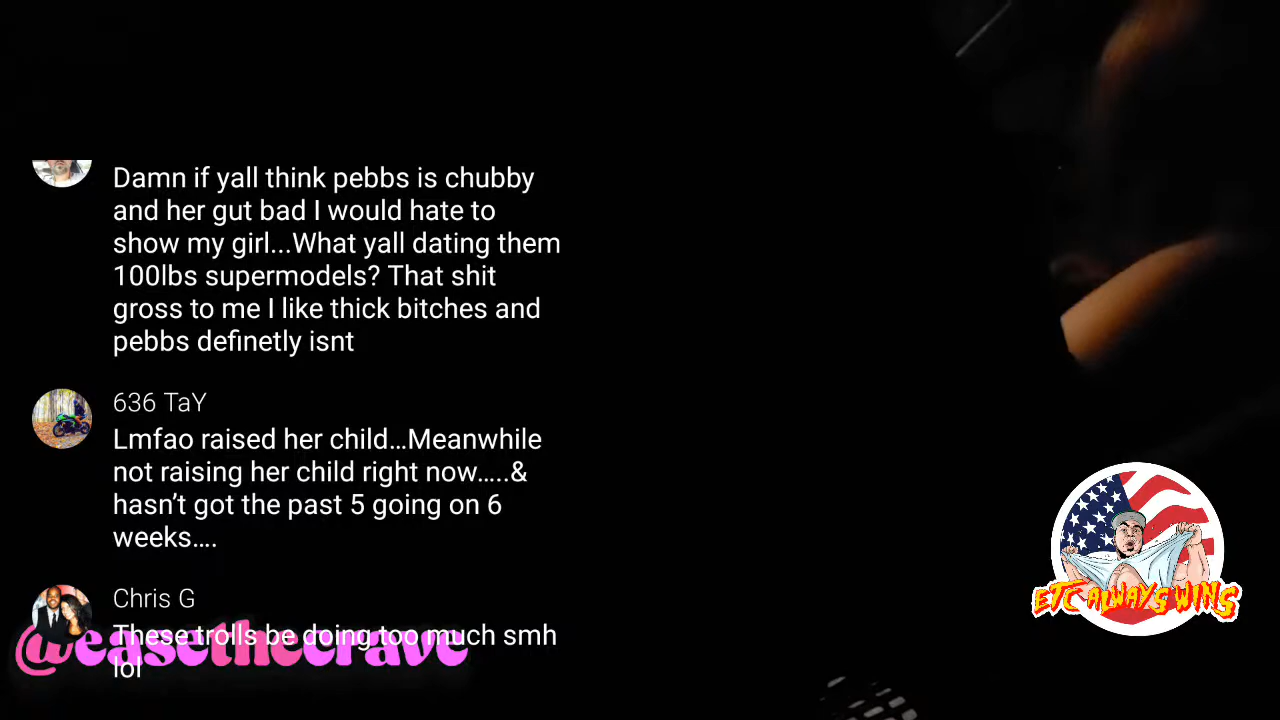 Damn if yall think pebbs is chubby
and her gut bad I would hate to
show my girl...What yall dating them
100lbs supermodels? That shit
gross to me I like thick bitches and
pebbs definetly isnt
636 TaY
Lmfao raised her child…Meanwhile
not raising her child right now…..&
hasn’t got the past 5 going on 6
weeks….
Chris G
These trolls be doing too much smh
lol
@easethecrave
ETC ALWAYS WINS